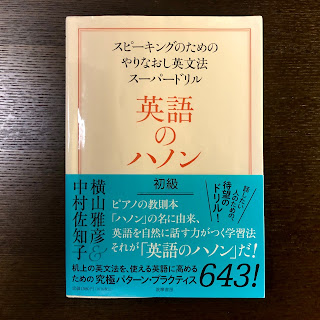 スピーキングのための
やりなおし英文法
スーパードリル
英語
の
ハノン
初級
話したい
人のための、
待望の
ドリル!
横山雅彦&
中村佐知子
ピアノの教則本
「ハノン」の名に由来、
英語を自然に話す力がつく学習法
それが「英語のハノン」だ!
机上の英文法を、使える英語に高める
ための究極パターン・プラクティス
643!
筑摩書房